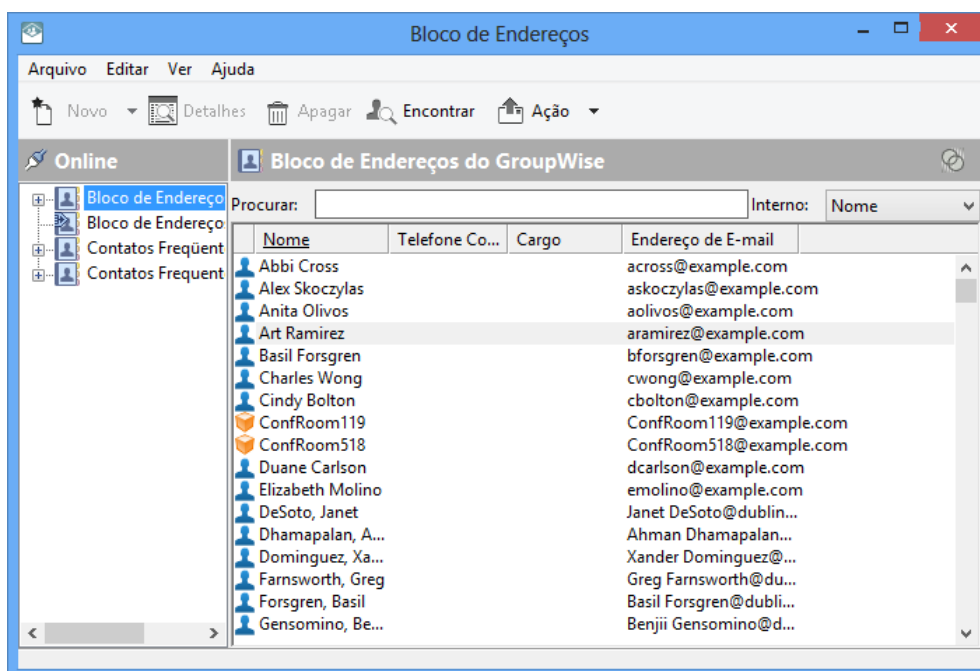 Bloco de Endereços
Arquivo Editar Ver Ajuda
Novo Detalhes Apagar Encontrar Ação
Online
Bloco de Endereços do GroupWise
Bloco de Endereço
Bloco de Endereço
Contatos Freqüent
Contatos Frequent
Procurar: Interno: Nome
Nome Telefone Co... Cargo Endereço de E-mail
Abbi Cross across@example.com
Alex Skoczylas askoczylas@example.com
Anita Olivos aolivos@example.com
Art Ramirez aramirez@example.com
Basil Forsgren bforsgren@example.com
Charles Wong cwong@example.com
Cindy Bolton cbolton@example.com
ConfRoom119 ConfRoom119@example.com
ConfRoom518 ConfRoom518@example.com
Duane Carlson dcarlson@example.com
Elizabeth Molino emolino@example.com
DeSoto, Janet Janet DeSoto@dublin...
Dhamapalan, A... Ahman Dhamapalan...
Dominguez, Xa... Xander Dominguez@...
Farnsworth, Greg Greg Farnsworth@du...
Forsgren, Basil Basil Forsgren@dubli...
Gensomino, Be... Benjii Gensomino@d...